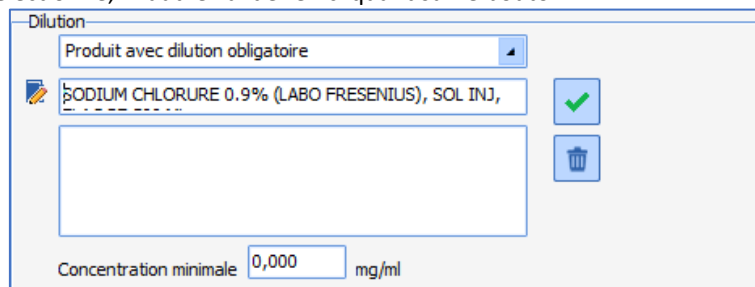 Dilution
Produit avec dilution obligatoire
SODIUM CHLORURE 0.9% (LABO FRESENIUS), SOL INJ,
Concentration minimale 0,000 mg/ml